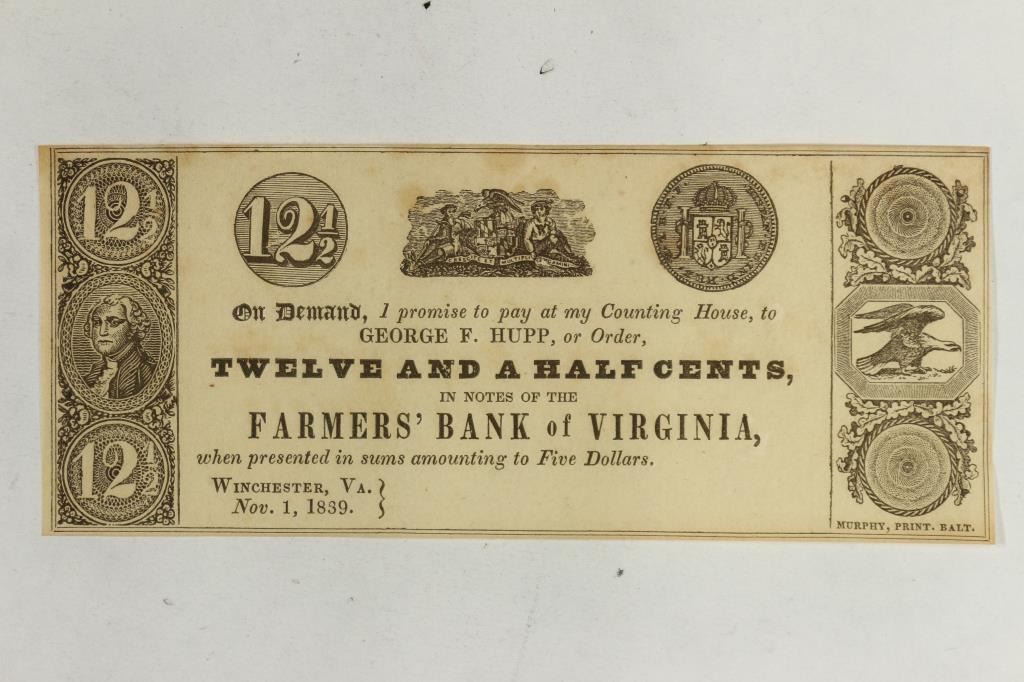 12½
12½
12½
12½
On Demand, I promise to pay at my Counting House, to
GEORGE F. HUPP, or Order,
TWELVE AND A HALF CENTS,
IN NOTES OF THE
FARMERS' BANK of VIRGINIA,
when presented in sums amounting to Five Dollars.
WINCHESTER, VA.
Nov. 1, 1839.
MURPHY, PRINT. BALT.